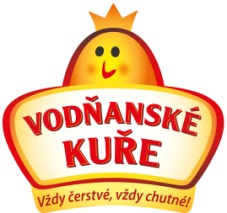 VODŇANSKÉ
KUŘE
Vždy čerstvé, vždy chutné!